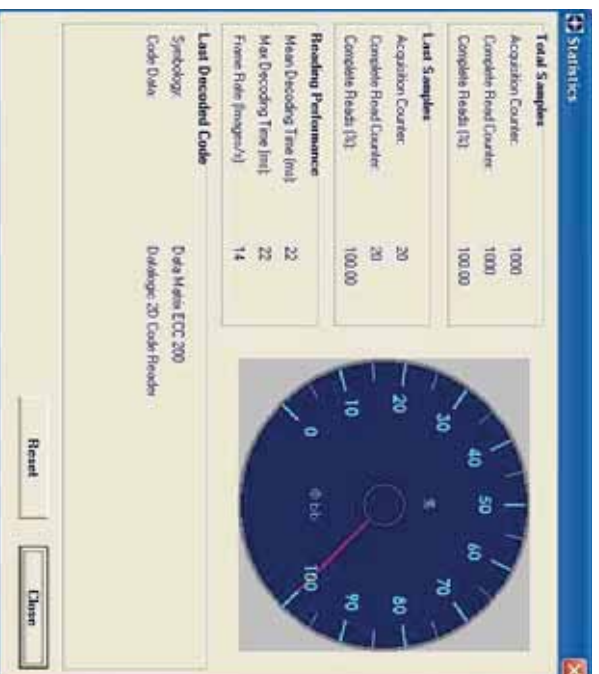 Statistics
Total Samples
Acquisition Counter: 1000
Complete Read Counter: 1000
Complete Reads (%): 100.00
Last Samples
Acquisition Counter: 20
Complete Read Counter: 20
Complete Reads (%): 100.00
Reading Perfomance
Mean Decoding Time (ms): 22
Max Decoding Time (ms): 22
Frame Rate (Images/s): 14
0 10 20 30 40 50 60 70 80 90 100
%
© bb
Last Decoded Code
Symbology: Data Matrix ECC 200
Code Data: Datalogic 2D Code Reader
Reset
Close